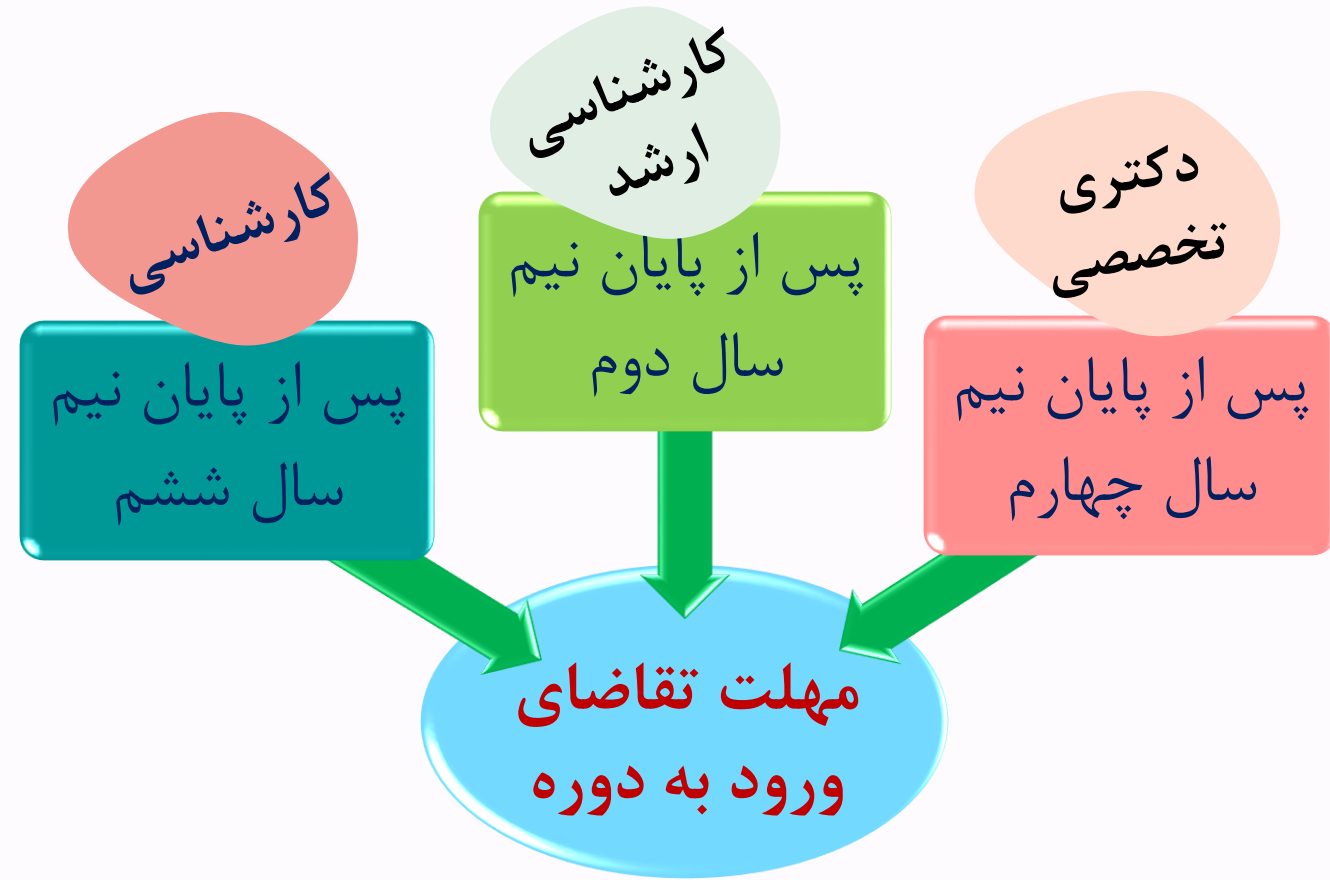 دکتری
تخصصی
پس از پایان نیم
سال چهارم
کارشناسی
ارشد
پس از پایان نیم
سال دوم
کارشناسی
پس از پایان نیم
سال ششم
مهلت تقاضای
ورود به دوره